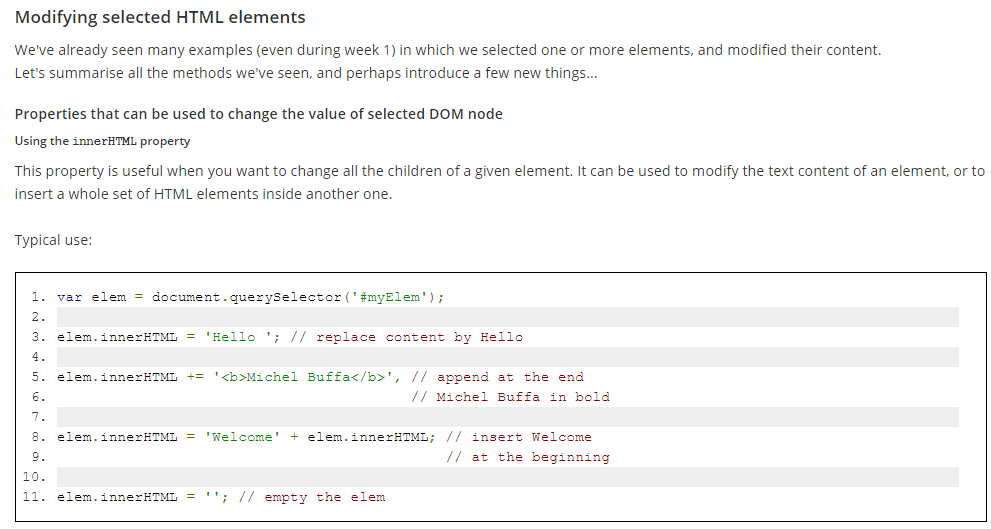 Modifying selected HTML elements
We've already seen many examples (even during week 1) in which we selected one or more elements, and modified their content.
Let's summarise all the methods we've seen, and perhaps introduce a few new things...
Properties that can be used to change the value of selected DOM node
Using the innerHTML property
This property is useful when you want to change all the children of a given element. It can be used to modify the text content of an element, or to
insert a whole set of HTML elements inside another one.
Typical use:
1. var elem = document.querySelector('#myElem');
2.
3. elem.innerHTML = 'Hello '; // replace content by Hello
4.
5. elem.innerHTML += '<b>Michel Buffa</b>', // append at the end
6. // Michel Buffa in bold
7.
8. elem.innerHTML = 'Welcome' + elem.innerHTML; // insert Welcome
9. // at the beginning
10.
11. elem.innerHTML = ''; // empty the elem